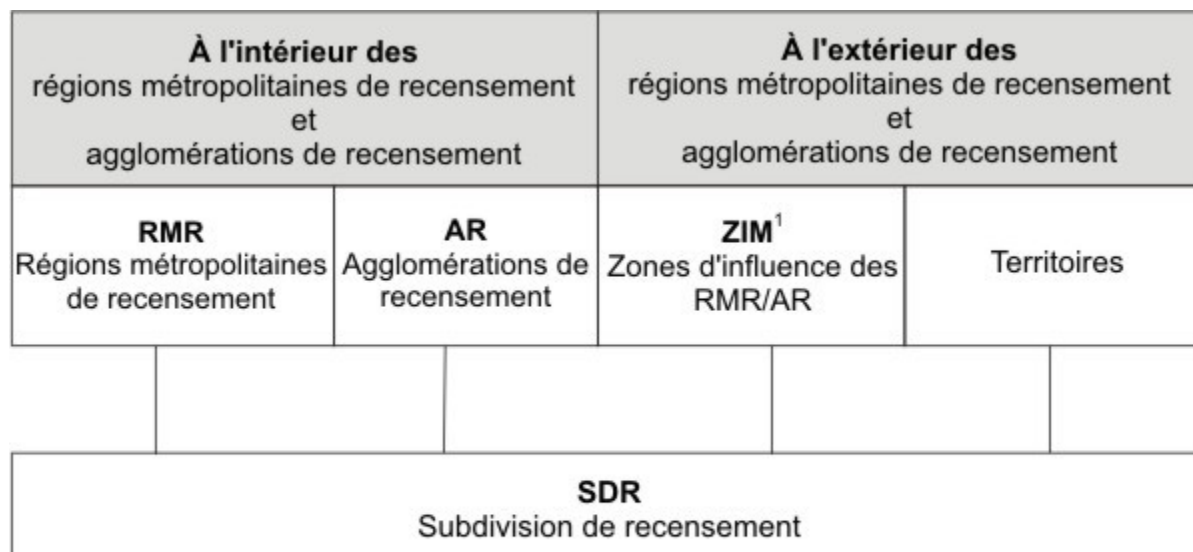 À l'intérieur des
régions métropolitaines de recensement
et
agglomérations de recensement
À l'extérieur des
régions métropolitaines de recensement
et
agglomérations de recensement
RMR
Régions métropolitaines
de recensement
AR
Agglomérations de
recensement
ZIM¹
Zones d'influence des
RMR/AR
Territoires
SDR
Subdivision de recensement